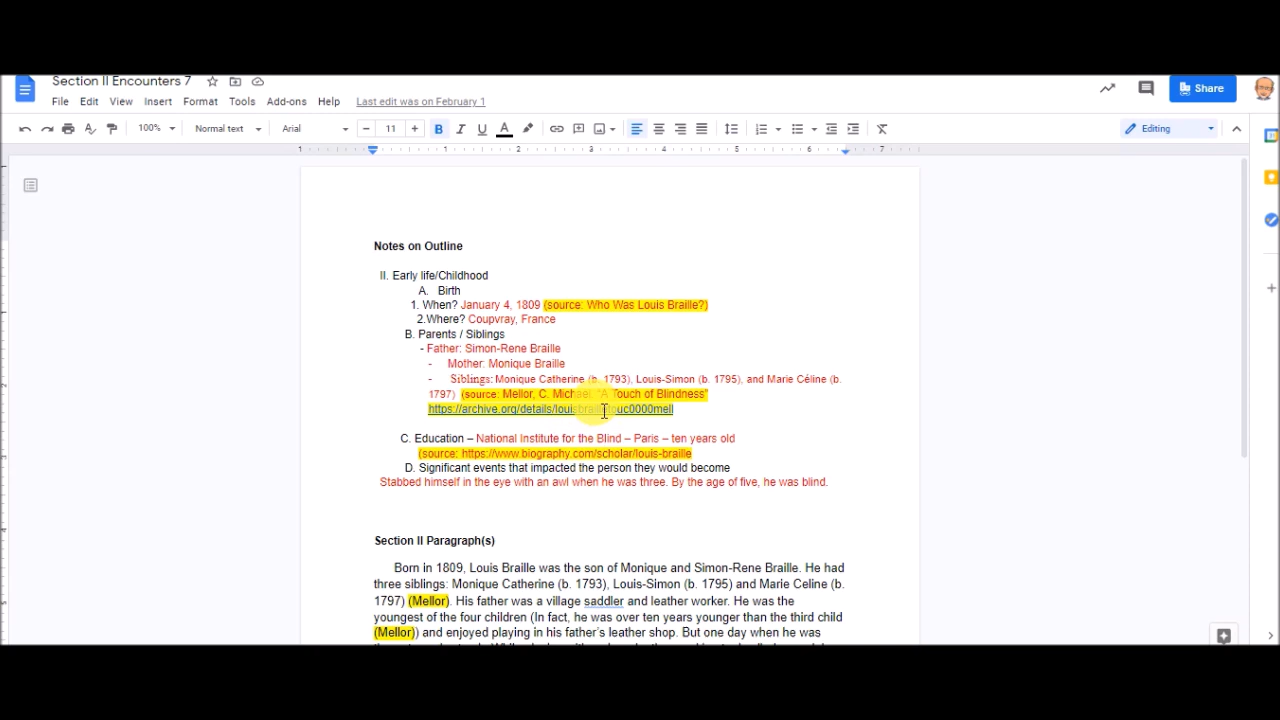 Section II Encounters 7
File Edit View Insert Format Tools Add-ons Help Last edit was on February 1
Share
100% Normal text Arial 11 B I U A Editing
1 1 2 3 4 5 6 7
Notes on Outline
II. Early life/Childhood
A. Birth
1. When? January 4, 1809 (source: Who Was Louis Braille?)
2.Where? Coupvray, France
B. Parents / Siblings
- Father: Simon-Rene Braille
- Mother: Monique Braille
- Siblings: Monique Catherine (b. 1793), Louis-Simon (b. 1795), and Marie Céline (b.
1797) (source: Mellor, C. Michael. "A Touch of Blindness"
https://archive.org/details/louisbrailletouc0000mell
C. Education – National Institute for the Blind – Paris – ten years old
(source: https://www.biography.com/scholar/louis-braille
D. Significant events that impacted the person they would become
Stabbed himself in the eye with an awl when he was three. By the age of five, he was blind.
Section II Paragraph(s)
Born in 1809, Louis Braille was the son of Monique and Simon-Rene Braille. He had
three siblings: Monique Catherine (b. 1793), Louis-Simon (b. 1795) and Marie Celine (b.
1797) (Mellor). His father was a village saddler and leather worker. He was the
youngest of the four children (In fact, he was over ten years younger than the third child
(Mellor)) and enjoyed playing in his father's leather shop. But one day when he was